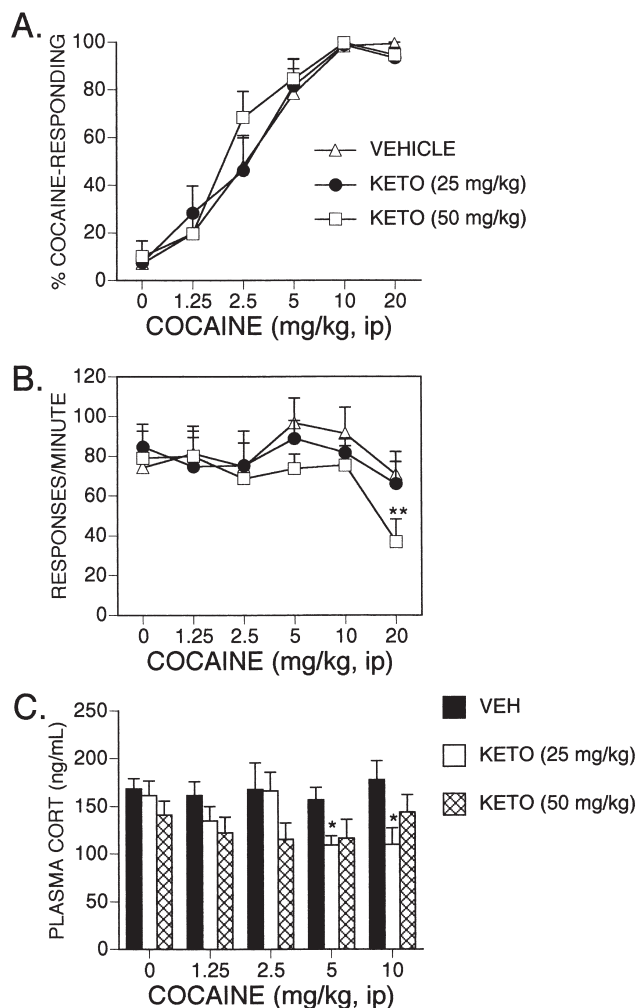 A.
% COCAINE-RESPONDING
100
80
60
40
20
0
VEHICLE
KETO (25 mg/kg)
KETO (50 mg/kg)
0 1.25 2.5 5 10 20
COCAINE (mg/kg, ip)
B.
RESPONSES/MINUTE
120
100
80
60
40
20
0
**
0 1.25 2.5 5 10 20
COCAINE (mg/kg, ip)
C.
PLASMA CORT (ng/mL)
250
200
150
100
50
0
* *
VEH
KETO (25 mg/kg)
KETO (50 mg/kg)
0 1.25 2.5 5 10
COCAINE (mg/kg, ip)